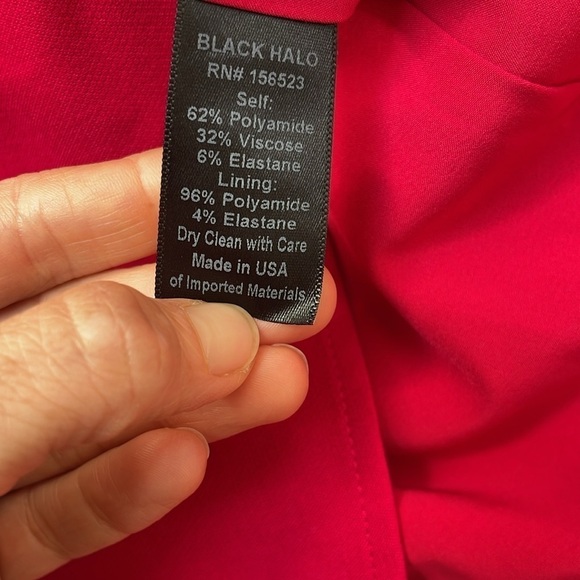 BLACK HALO
RN# 156523
Self:
62% Polyamide
32% Viscose
6% Elastane
Lining:
96% Polyamide
4% Elastane
Dry Clean with Care
Made in USA
of Imported Materials